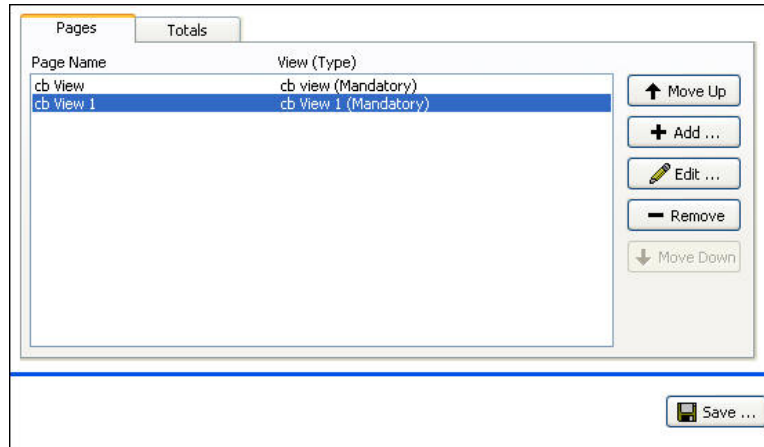 Pages Totals
Page Name View (Type)
cb View cb view (Mandatory)
cb View 1 cb View 1 (Mandatory)
Move Up
Add ...
Edit ...
Remove
Move Down
Save ...